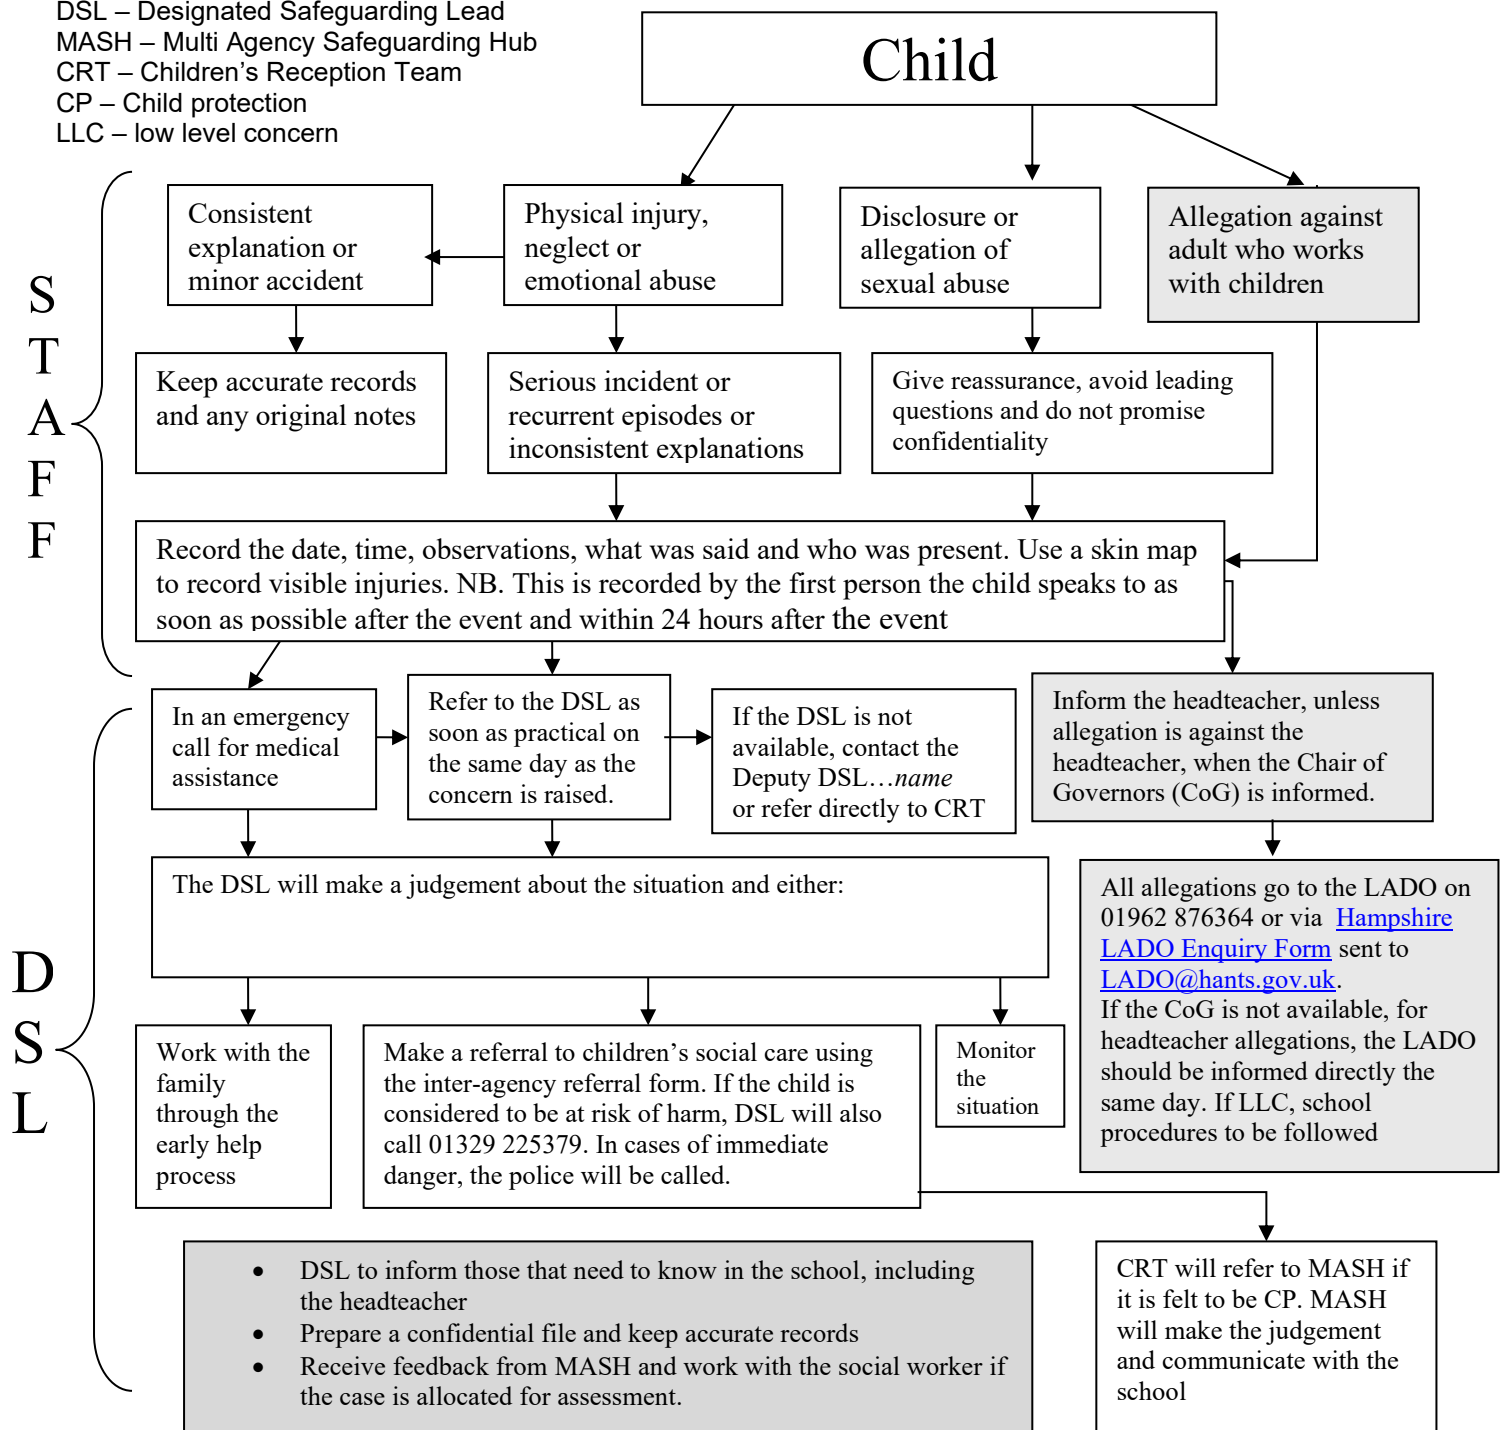 DSL – Designated Safeguarding Lead
MASH – Multi Agency Safeguarding Hub
CRT – Children's Reception Team
CP – Child protection
LLC – low level concern
Child
S
T
A
F
F
Consistent
explanation or
minor accident
Physical injury,
neglect or
emotional abuse
Disclosure or
allegation of
sexual abuse
Allegation against
adult who works
with children
Keep accurate records
and any original notes
Serious incident or
recurrent episodes or
inconsistent explanations
Give reassurance, avoid leading
questions and do not promise
confidentiality
Record the date, time, observations, what was said and who was present. Use a skin map
to record visible injuries. NB. This is recorded by the first person the child speaks to as
soon as possible after the event and within 24 hours after the event
D
S
L
In an emergency
call for medical
assistance
Refer to the DSL as
soon as practical on
the same day as the
concern is raised.
If the DSL is not
available, contact the
Deputy DSL…name
or refer directly to CRT
Inform the headteacher, unless
allegation is against the
headteacher, when the Chair of
Governors (CoG) is informed.
The DSL will make a judgement about the situation and either:
All allegations go to the LADO on
01962 876364 or via Hampshire
LADO Enquiry Form sent to
LADO@hants.gov.uk.
If the CoG is not available, for
headteacher allegations, the LADO
should be informed directly the
same day. If LLC, school
procedures to be followed
Work with the
family
through the
early help
process
Make a referral to children's social care using
the inter-agency referral form. If the child is
considered to be at risk of harm, DSL will also
call 01329 225379. In cases of immediate
danger, the police will be called.
Monitor
the
situation
• DSL to inform those that need to know in the school, including
the headteacher
• Prepare a confidential file and keep accurate records
• Receive feedback from MASH and work with the social worker if
the case is allocated for assessment.
CRT will refer to MASH if
it is felt to be CP. MASH
will make the judgement
and communicate with the
school